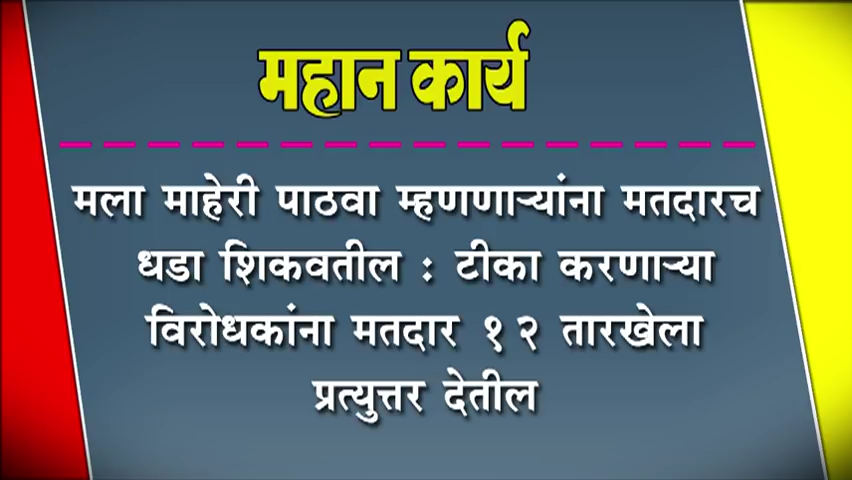 महान कार्य
मला माहेरी पाठवा म्हणणाऱ्यांना मतदारच
धडा शिकवतील : टीका करणाऱ्या
विरोधकांना मतदार १२ तारखेला
प्रत्युत्तर देतील